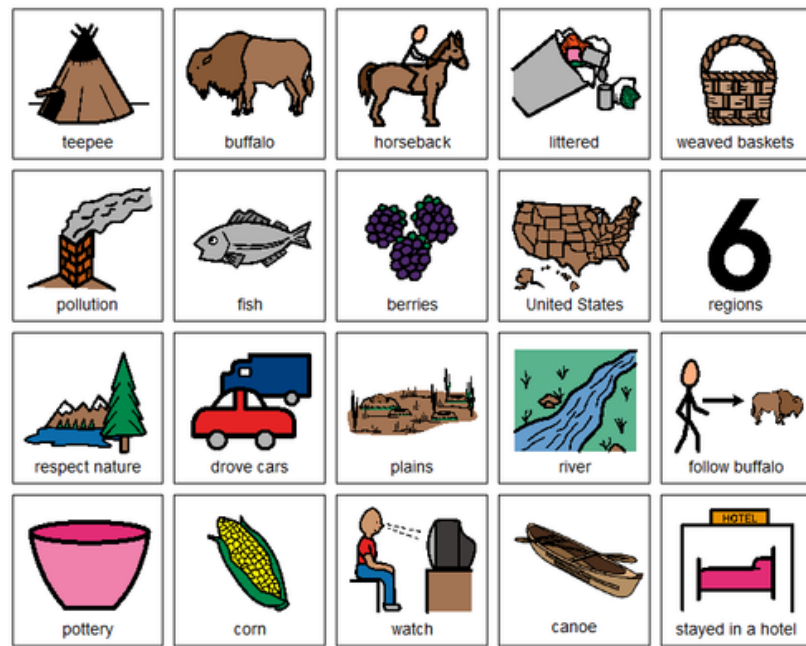 teepee
buffalo
horseback
littered
weaved baskets
pollution
fish
berries
United States
6
regions
respect nature
drove cars
plains
river
follow buffalo
pottery
corn
watch
canoe
HOTEL
stayed in a hotel